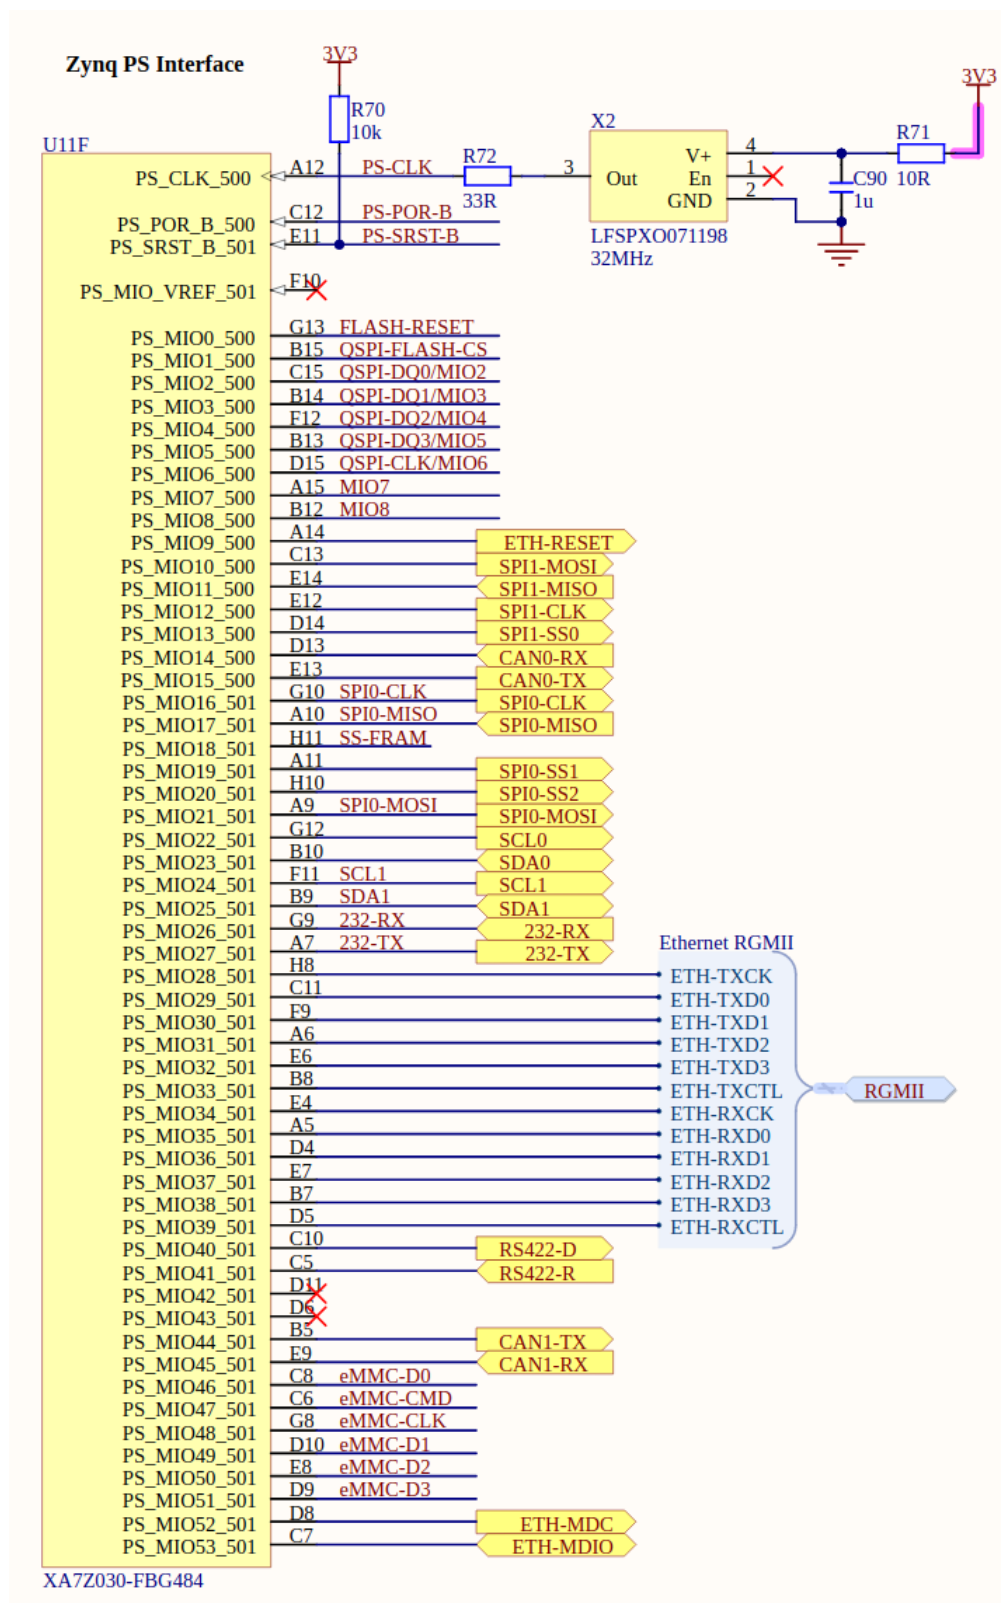 Zynq PS Interface
3V3
3V3
R70
10k
X2
R71
10R
U11F
R72
33R
3
Out
V+
4
En
1
GND
2
C90
1u
LFSPXO071198
32MHz
PS_CLK_500 A12 PS-CLK
PS_POR_B_500 C12 PS-POR-B
PS_SRST_B_501 E11 PS-SRST-B
PS_MIO_VREF_501 F10
PS_MIO0_500 G13 FLASH-RESET
PS_MIO1_500 B15 QSPI-FLASH-CS
PS_MIO2_500 C15 QSPI-DQ0/MIO2
PS_MIO3_500 B14 QSPI-DQ1/MIO3
PS_MIO4_500 F12 QSPI-DQ2/MIO4
PS_MIO5_500 B13 QSPI-DQ3/MIO5
PS_MIO6_500 D15 QSPI-CLK/MIO6
PS_MIO7_500 A15 MIO7
PS_MIO8_500 B12 MIO8
PS_MIO9_500 A14 ETH-RESET
PS_MIO10_500 C13 SPI1-MOSI
PS_MIO11_500 E14 SPI1-MISO
PS_MIO12_500 E12 SPI1-CLK
PS_MIO13_500 D14 SPI1-SS0
PS_MIO14_500 D13 CAN0-RX
PS_MIO15_500 E13 CAN0-TX
PS_MIO16_501 G10 SPI0-CLK SPI0-CLK
PS_MIO17_501 A10 SPI0-MISO SPI0-MISO
PS_MIO18_501 H11 SS-FRAM
PS_MIO19_501 A11 SPI0-SS1
PS_MIO20_501 H10 SPI0-SS2
PS_MIO21_501 A9 SPI0-MOSI SPI0-MOSI
PS_MIO22_501 G12 SCL0
PS_MIO23_501 B10 SDA0
PS_MIO24_501 F11 SCL1 SCL1
PS_MIO25_501 B9 SDA1 SDA1
PS_MIO26_501 G9 232-RX 232-RX
PS_MIO27_501 A7 232-TX 232-TX
Ethernet RGMII
PS_MIO28_501 H8 ETH-TXCK
PS_MIO29_501 C11 ETH-TXD0
PS_MIO30_501 F9 ETH-TXD1
PS_MIO31_501 A6 ETH-TXD2
PS_MIO32_501 E6 ETH-TXD3
PS_MIO33_501 B8 ETH-TXCTL
RGMII
PS_MIO34_501 E4 ETH-RXCK
PS_MIO35_501 A5 ETH-RXD0
PS_MIO36_501 D4 ETH-RXD1
PS_MIO37_501 E7 ETH-RXD2
PS_MIO38_501 B7 ETH-RXD3
PS_MIO39_501 D5 ETH-RXCTL
PS_MIO40_501 C10 RS422-D
PS_MIO41_501 C5 RS422-R
PS_MIO42_501 D11
PS_MIO43_501 D6
PS_MIO44_501 B5 CAN1-TX
PS_MIO45_501 E9 CAN1-RX
PS_MIO46_501 C8 eMMC-D0
PS_MIO47_501 C6 eMMC-CMD
PS_MIO48_501 G8 eMMC-CLK
PS_MIO49_501 D10 eMMC-D1
PS_MIO50_501 E8 eMMC-D2
PS_MIO51_501 D9 eMMC-D3
PS_MIO52_501 D8 ETH-MDC
PS_MIO53_501 C7 ETH-MDIO
XA7Z030-FBG484